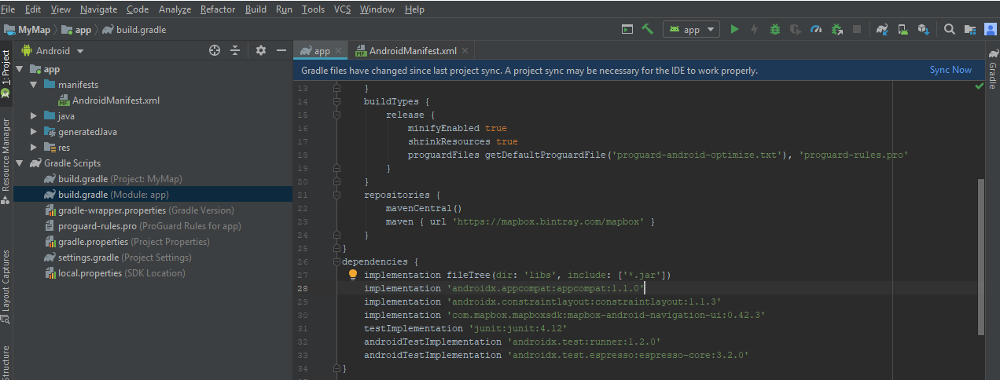 File Edit View Navigate Code Analyze Refactor Build Run Tools VCS Window Help
MyMap app build.gradle app
1: Project
Resource Manager
Layout Captures
Structure
Android
app
manifests
AndroidManifest.xml
java
generatedJava
res
Gradle Scripts
build.gradle (Project: MyMap)
build.gradle (Module: app)
gradle-wrapper.properties (Gradle Version)
proguard-rules.pro (ProGuard Rules for app)
gradle.properties (Project Properties)
settings.gradle (Project Settings)
local.properties (SDK Location)
app AndroidManifest.xml
MF
MF
Gradle files have changed since last project sync. A project sync may be necessary for the IDE to work properly. Sync Now
13 }
14 buildTypes {
15 release {
16 minifyEnabled true
17 shrinkResources true
18 proguardFiles getDefaultProguardFile('proguard-android-optimize.txt'), 'proguard-rules.pro'
19 }
20 }
21 repositories {
22 mavenCentral()
23 maven { url 'https://mapbox.bintray.com/mapbox' }
24 }
25 }
26 dependencies {
27 implementation fileTree(dir: 'libs', include: ['*.jar'])
28 implementation 'androidx.appcompat:appcompat:1.1.0'
29 implementation 'androidx.constraintlayout:constraintlayout:1.1.3'
30 implementation 'com.mapbox.mapboxsdk:mapbox-android-navigation-ui:0.42.3'
31 testImplementation 'junit:junit:4.12'
32 androidTestImplementation 'androidx.test:runner:1.2.0'
33 androidTestImplementation 'androidx.test.espresso:espresso-core:3.2.0'
34 }
Gradle